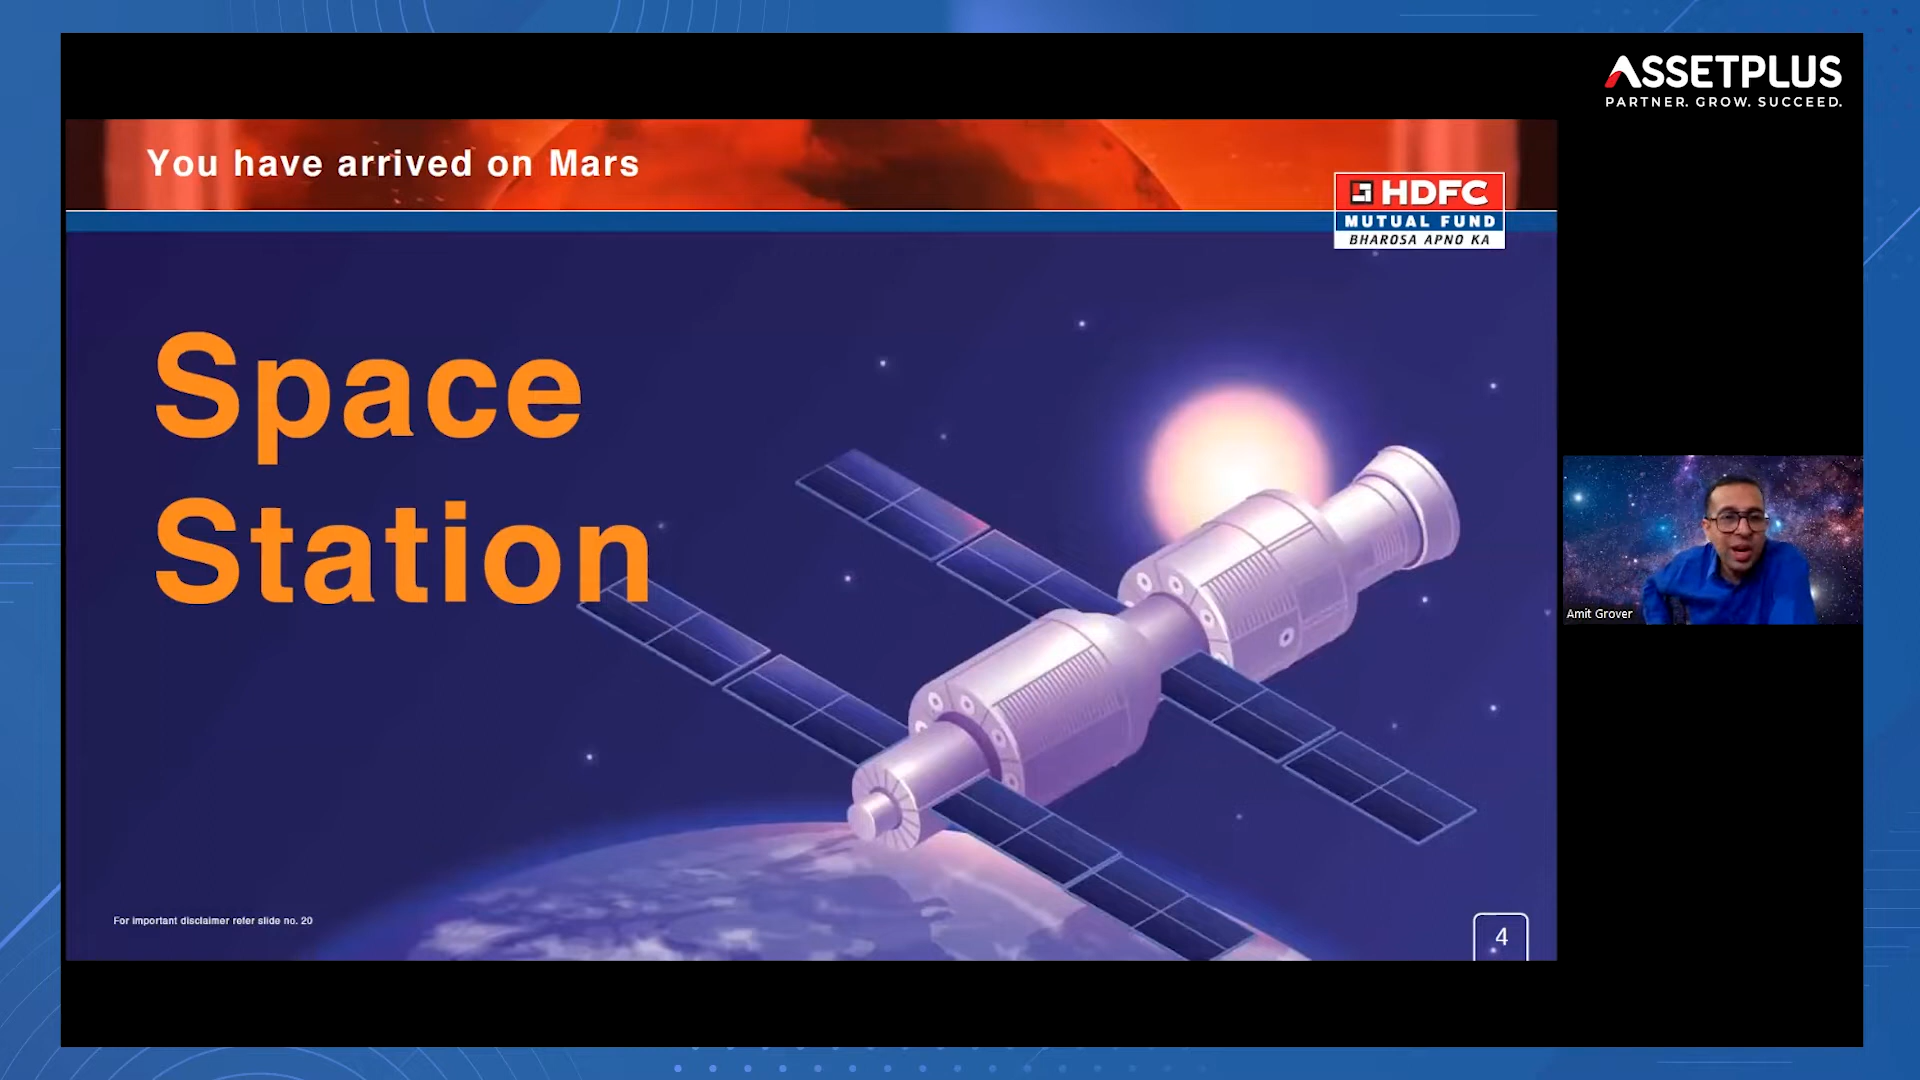 ASSETPLUS
PARTNER. GROW. SUCCEED.
You have arrived on Mars
HDFC
MUTUAL FUND
BHAROSA APNO KA
Space
Station
Amit Grover
For important disclaimer refer slide no. 20
4